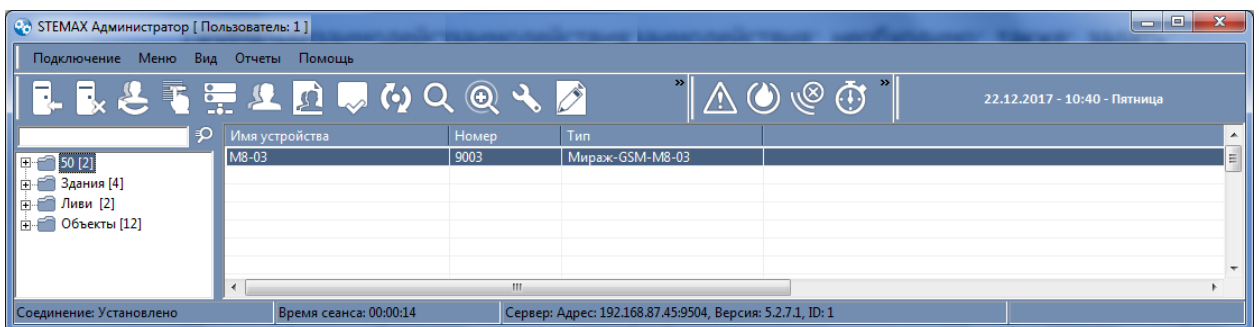 STEMAX Администратор [ Пользователь: 1 ]
Подключение Меню Вид Отчеты Помощь
22.12.2017 - 10:40 - Пятница
Имя устройства Номер Тип
M8-03 9003 Мираж-GSM-M8-03
50 [2]
Здания [4]
Ливи [2]
Объекты [12]
Соединение: Установлено Время сеанса: 00:00:14 Сервер: Адрес: 192.168.87.45:9504, Версия: 5.2.7.1, ID: 1